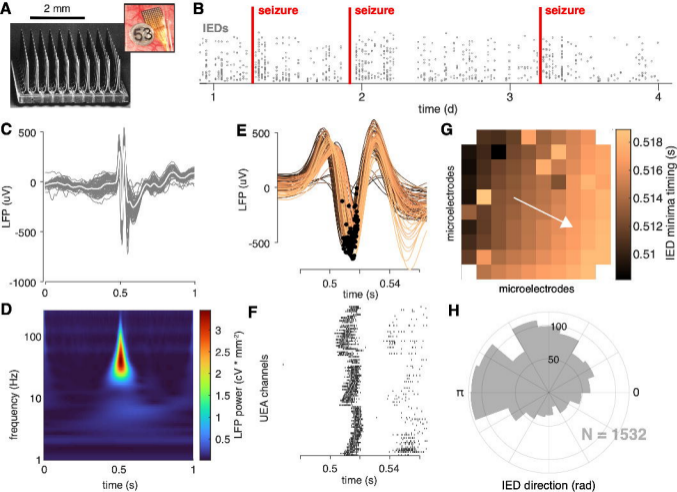 A
2 mm
53
B
IEDs
seizure
seizure
seizure
1
2
3
4
time (d)
C
500
0
-500
-1000
LFP (uV)
0
0.5
1
D
100
10
1
frequency (Hz)
0
0.5
1
time (s)
3
2
1
0
LFP power (cV * mm⁻²)
E
500
0
-500
LFP (uV)
0.5
0.54
time (s)
F
UEA channels
0.5
0.54
time (s)
G
microelectrodes
microelectrodes
0.518
0.516
0.514
0.512
0.51
IED minima timing (s)
H
100
50
π
0
N = 1532
IED direction (rad)